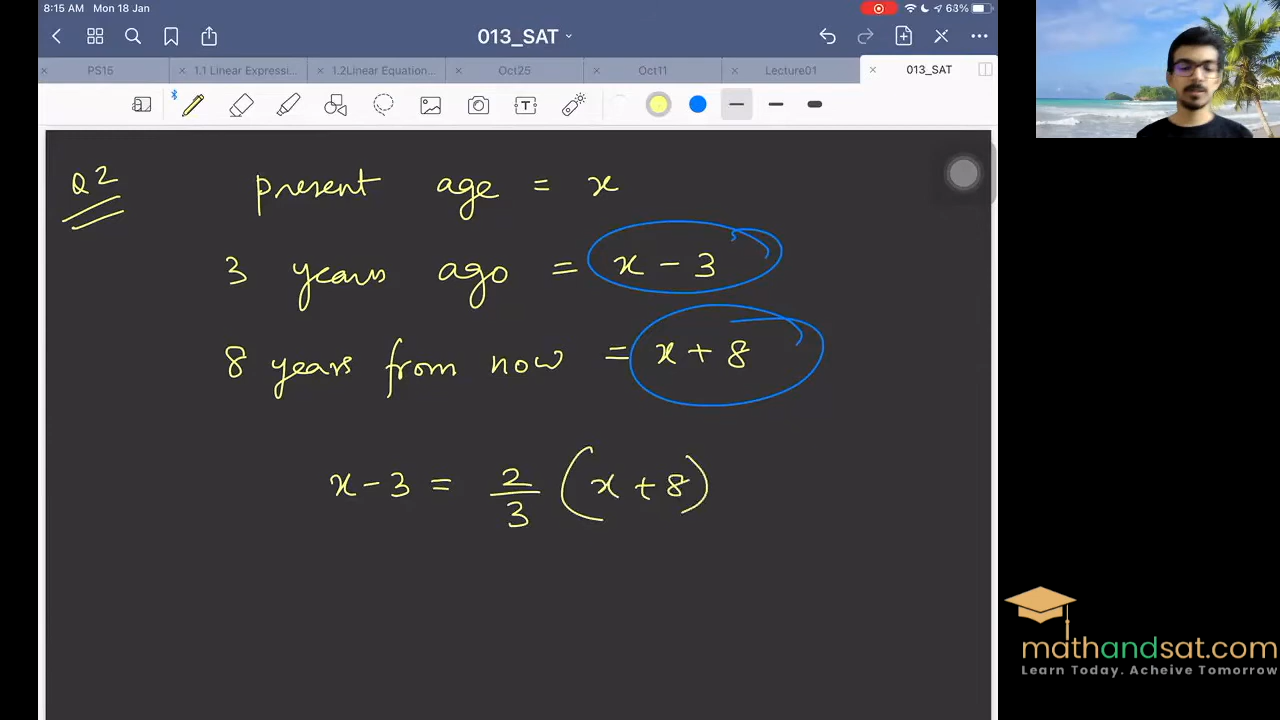 8:15 AM Mon 18 Jan
63%
013_SAT
PS16
1.1 Linear Expressi...
1.2Linear Equation...
Oct25
Oct11
Lecture01
013_SAT
T
Q2
present age = x
3 years ago = x - 3
8 years from now = x + 8
x - 3 = 2/3 (x + 8)
mathandsat.com
Learn Today. Acheive Tomorrow